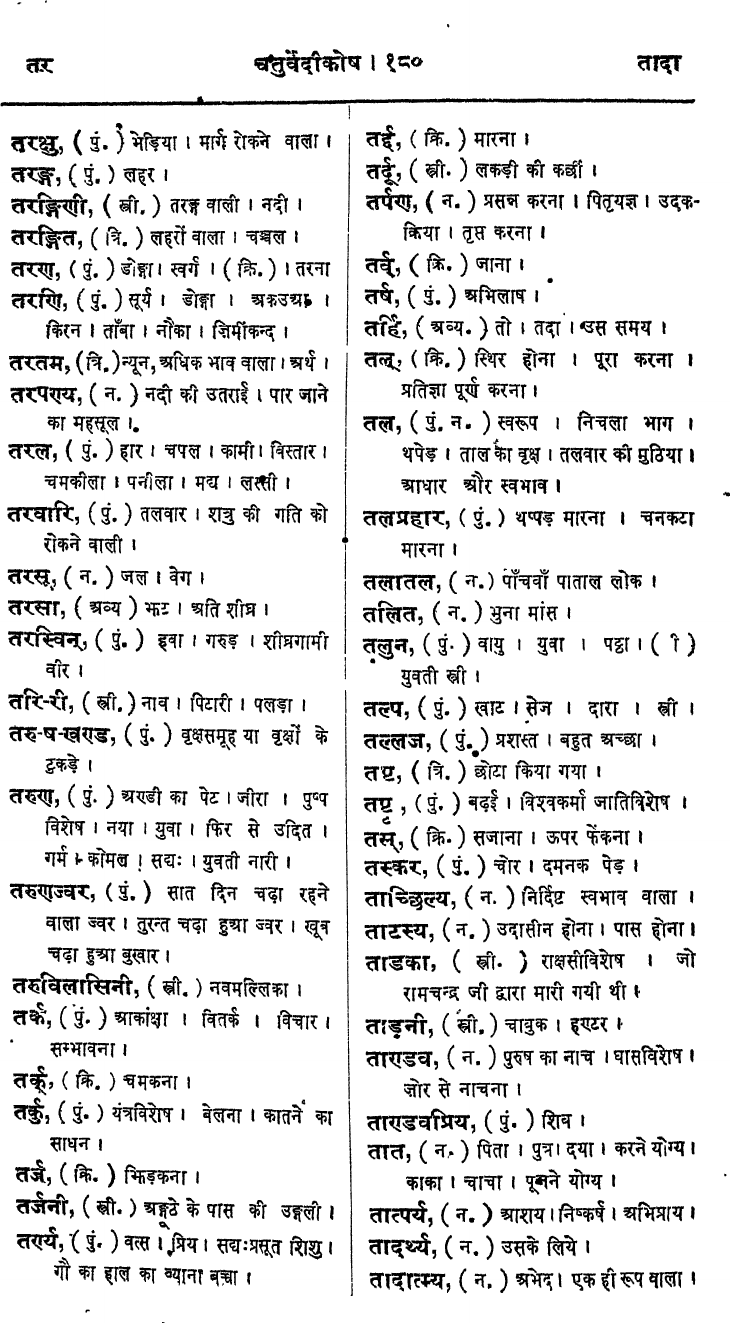 तर
चतुर्वेदीकोष । १८०
तादा
तरक्षु, ( पुं. ) भेड़िया । मार्ग रोकने वाला ।
तरङ्ग, ( पुं. ) लहर ।
तरङ्गिणी, ( स्त्री. ) तरङ्ग वाली । नदी ।
तरङ्गित, ( त्रि. ) लहरों वाला । चञ्चल ।
तरण, ( पुं. ) डोङ्गा । स्वर्ग । ( क्रि. ) । तरना
तरणि, ( पुं. ) सूर्य । डोङ्गा ।
किरन । ताँबा । नौका । ज़िमींकन्द ।
तरतम, (त्रि.) न्यून, अधिक भाव वाला । अर्थ ।
तरपण्य, ( न. ) नदी की उतराई । पार जाने
का महसूल ।
तरल, ( पुं. ) हार । चपल । कामी । विस्तार ।
चमकीला । पनीला । मद्य । लस्सी ।
तरवारि, ( पुं. ) तलवार । शत्रु की गति को
रोकने वाली ।
तरस्, ( न. ) जल । वेग ।
तरसा, ( अव्य ) झट । अति शीघ्र ।
तरस्विन्, ( पुं. ) हवा । गरुड़ । शीघ्रगामी
वीर ।
तरि-री, ( स्त्री. ) नाव । पिटारी । पलड़ा ।
तरु-ष-खण्ड, ( पुं. ) वृक्षसमूह या वृक्षों के
टुकड़े ।
तरुण, ( पुं. ) अण्डी का पेट । जीरा । पुष्प
विशेष । नया । युवा । फिर से उदित ।
गर्म । कोमल । सद्यः । युवती नारी ।
तरुणज्वर, ( पुं. ) सात दिन चढ़ा रहने
वाला ज्वर । तुरन्त चढ़ा हुआ ज्वर । खूब
चढ़ा हुआ बुखार ।
तरुविलासिनी, ( स्त्री. ) नवमल्लिका ।
तर्क, ( पुं. ) आकांक्षा । वितर्क । विचार ।
सम्भावना ।
तर्क्, ( क्रि. ) चमकना ।
तर्कु, ( पुं. ) यंत्रविशेष । बेलना । कातने का
साधन ।
तर्ज, ( क्रि. ) झिड़कना ।
तर्जनी, ( स्त्री. ) अङ्गूठे के पास की उङ्गली ।
तर्ण्य, ( पुं. ) वत्स । प्रिय । सद्यःप्रसूत शिशु ।
गौ का हाल का ब्याना बच्चा ।
तर्द्द, ( क्रि. ) मारना ।
तर्दू, ( स्त्री. ) लकड़ी की कर्छी ।
तर्पण, ( न. ) प्रसन्न करना । पितृयज्ञ । उदक-
क्रिया । तृप्त करना ।
तर्व्, ( क्रि. ) जाना ।
तर्ष, ( पुं. ) अभिलाष ।
तर्हि, ( अव्य. ) तो । तदा । उस समय ।
तल्, ( क्रि. ) स्थिर होना । पूरा करना ।
प्रतिज्ञा पूर्ण करना ।
तल, ( पुं. न. ) स्वरूप । निचला भाग ।
थपेड़ । ताल का वृक्ष । तलवार की मुठिया ।
आधार और स्वभाव ।
तलप्रहार, ( पुं. ) थप्पड़ मारना । चनकटा
मारना ।
तलातल, ( न. ) पाँचवाँ पाताल लोक ।
तलित, ( न. ) भुना मांस ।
तलुन, ( पुं. ) वायु । युवा । पट्ठा । ( ी )
युवती स्त्री ।
तल्प, ( पुं. ) खाट । सेज । दारा । स्त्री ।
तल्लज, ( पुं. ) प्रशस्त । बहुत अच्छा ।
तष्ट, ( त्रि. ) छोटा किया गया ।
तष्टृ, ( पुं. ) बढ़ई । विश्वकर्मा जातिविशेष ।
तस्, ( क्रि. ) सजाना । ऊपर फेंकना ।
तस्कर, ( पुं. ) चोर । दमनक पेड़ ।
ताच्छिल्य, ( न. ) निर्दिष्ट स्वभाव वाला ।
ताटस्य, ( न. ) उदासीन होना । पास होना ।
ताडका, ( स्त्री. ) राक्षसीविशेष । जो
रामचन्द्र जी द्वारा मारी गयी थी ।
ताड़नी, ( स्त्री. ) चाबुक । हण्टर ।
ताण्डव, ( न. ) पुरुष का नाच । घासविशेष ।
ज़ोर से नाचना ।
ताण्डवप्रिय, ( पुं. ) शिव ।
तात, ( न. ) पिता । पुत्र । दया । करने योग्य ।
काका । चाचा । पूजने योग्य ।
तात्पर्य, ( न. ) आशय । निष्कर्ष । अभिप्राय ।
तादर्थ्य, ( न. ) उसके लिये ।
तादात्म्य, ( न. ) अभेद । एक ही रूप वाला ।